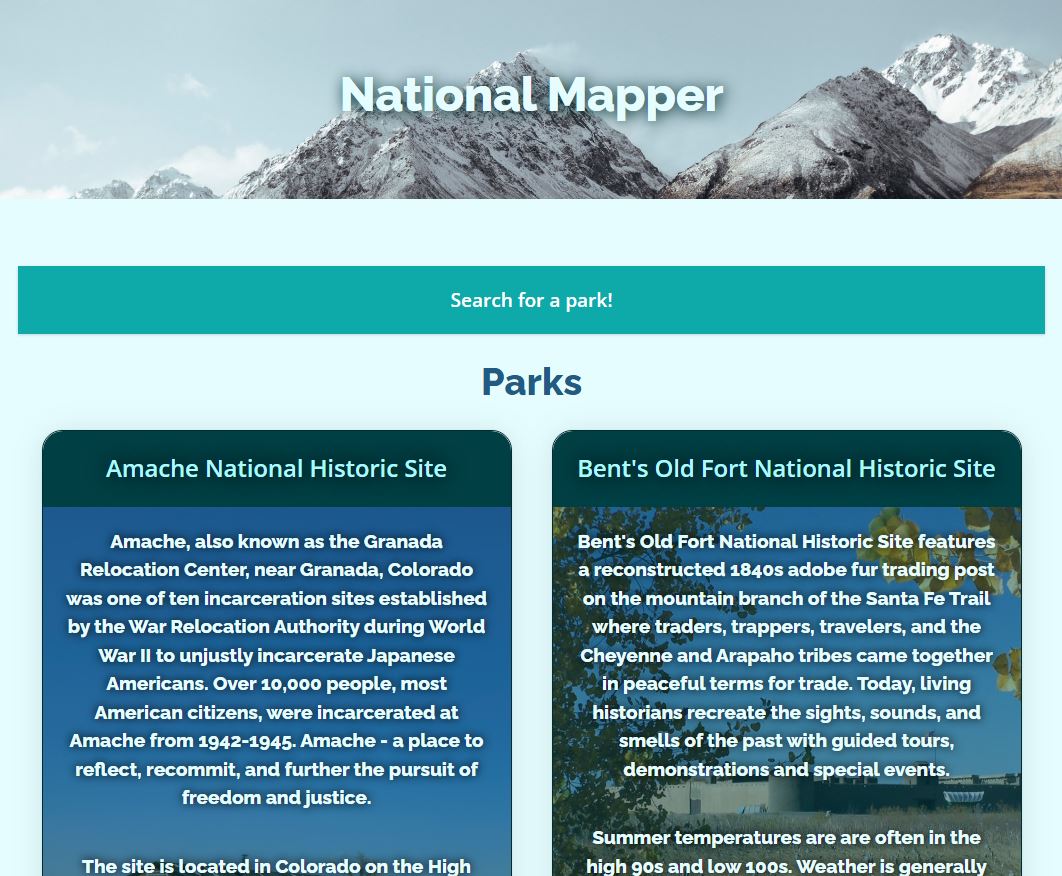 National Mapper
Search for a park!
Parks
Amache National Historic Site
Amache, also known as the Granada
Relocation Center, near Granada, Colorado
was one of ten incarceration sites established
by the War Relocation Authority during World
War II to unjustly incarcerate Japanese
Americans. Over 10,000 people, most
American citizens, were incarcerated at
Amache from 1942-1945. Amache - a place to
reflect, recommit, and further the pursuit of
freedom and justice.
The site is located in Colorado on the High
Bent's Old Fort National Historic Site
Bent's Old Fort National Historic Site features
a reconstructed 1840s adobe fur trading post
on the mountain branch of the Santa Fe Trail
where traders, trappers, travelers, and the
Cheyenne and Arapaho tribes came together
in peaceful terms for trade. Today, living
historians recreate the sights, sounds, and
smells of the past with guided tours,
demonstrations and special events.
Summer temperatures are are often in the
high 90s and low 100s. Weather is generally